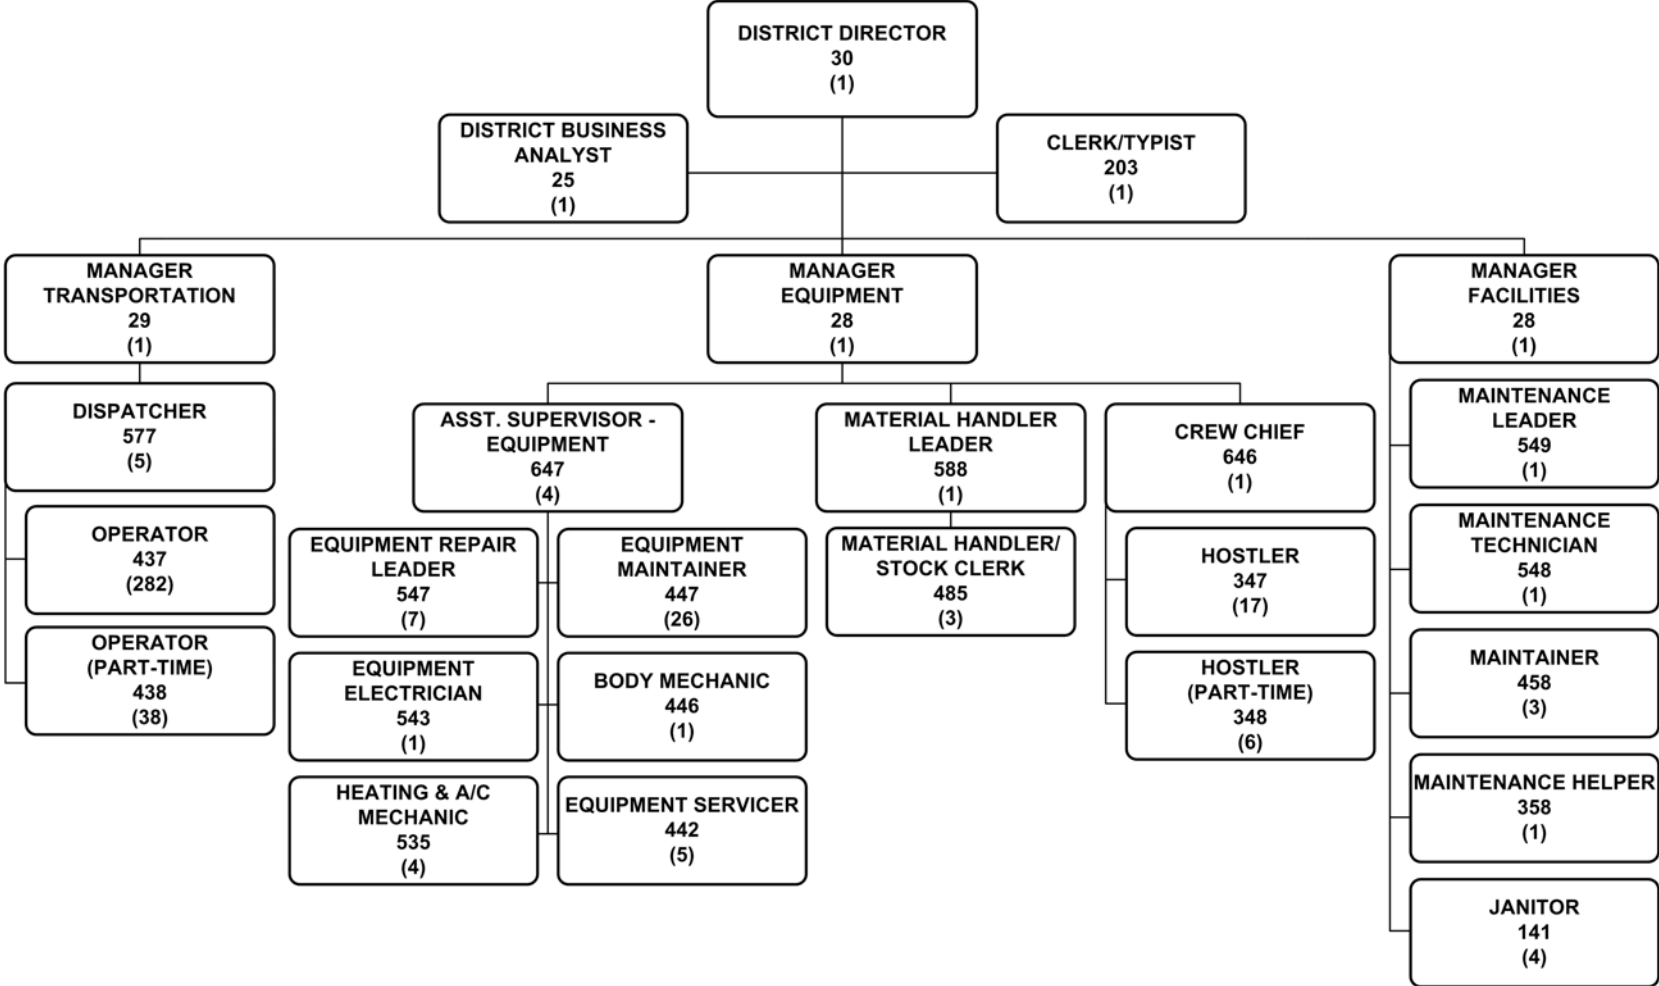 DISTRICT DIRECTOR
30
(1)
DISTRICT BUSINESS
ANALYST
25
(1)
CLERK/TYPIST
203
(1)
MANAGER
TRANSPORTATION
29
(1)
MANAGER
EQUIPMENT
28
(1)
MANAGER
FACILITIES
28
(1)
DISPATCHER
577
(5)
OPERATOR
437
(282)
OPERATOR
(PART-TIME)
438
(38)
ASST. SUPERVISOR -
EQUIPMENT
647
(4)
EQUIPMENT REPAIR
LEADER
547
(7)
EQUIPMENT
MAINTAINER
447
(26)
EQUIPMENT
ELECTRICIAN
543
(1)
BODY MECHANIC
446
(1)
HEATING & A/C
MECHANIC
535
(4)
EQUIPMENT SERVICER
442
(5)
MATERIAL HANDLER
LEADER
588
(1)
MATERIAL HANDLER/
STOCK CLERK
485
(3)
CREW CHIEF
646
(1)
HOSTLER
347
(17)
HOSTLER
(PART-TIME)
348
(6)
MAINTENANCE
LEADER
549
(1)
MAINTENANCE
TECHNICIAN
548
(1)
MAINTAINER
458
(3)
MAINTENANCE HELPER
358
(1)
JANITOR
141
(4)